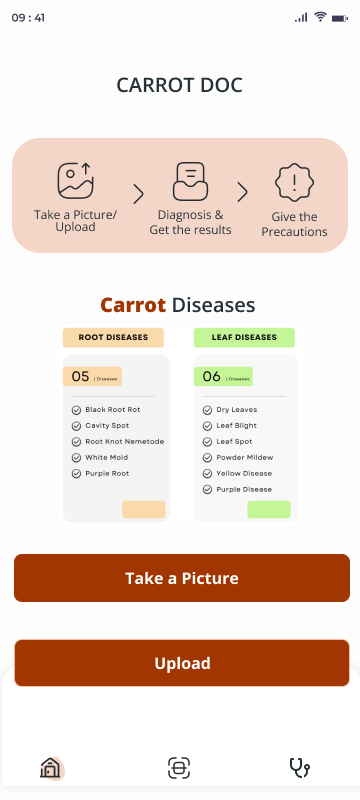 09 : 41
CARROT DOC
Take a Picture/
Upload
Diagnosis &
Get the results
Give the
Precautions
Carrot Diseases
ROOT DISEASES
05 | Diseases
Black Root Rot
Cavity Spot
Root Knot Nemetode
White Mold
Purple Root
LEAF DISEASES
06 | Diseases
Dry Leaves
Leaf Blight
Leaf Spot
Powder Mildew
Yellow Disease
Purple Disease
Take a Picture
Upload